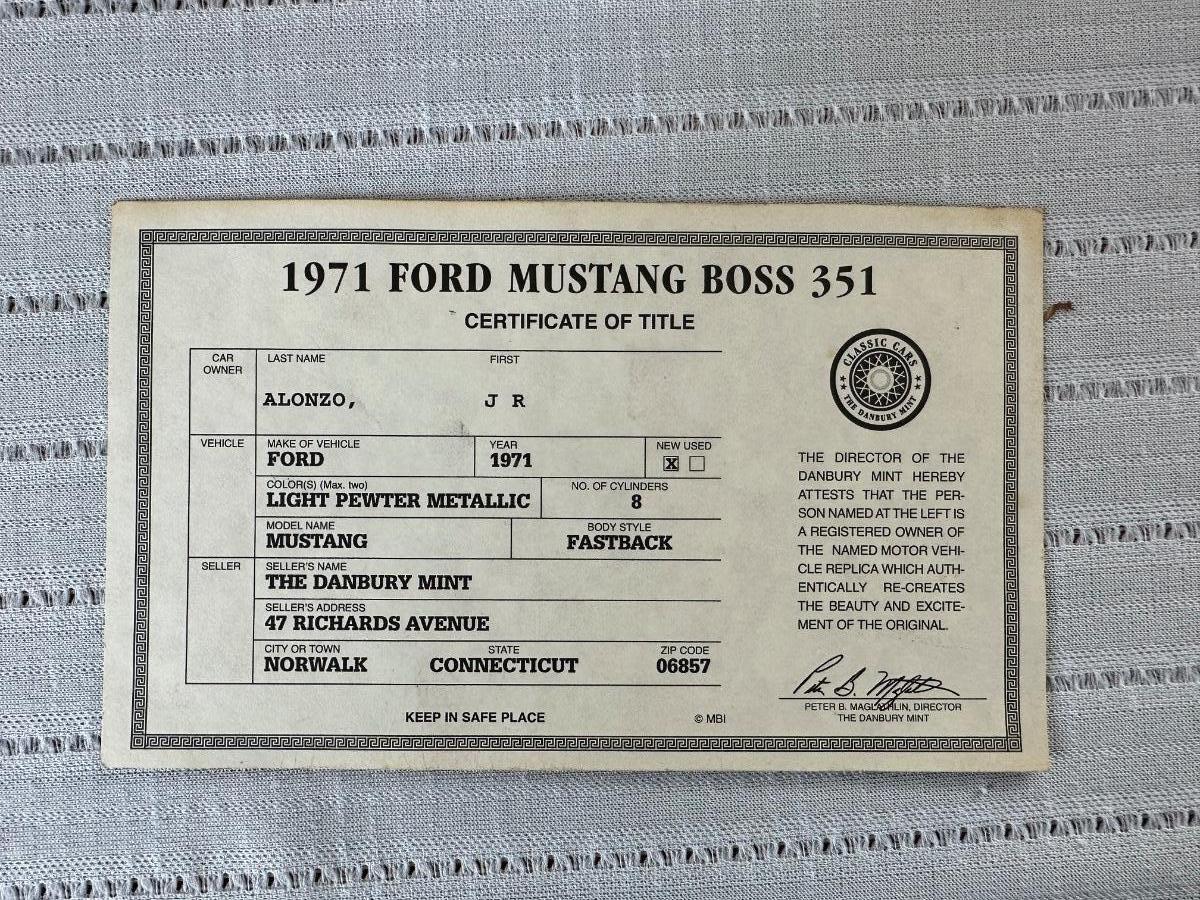 1971 FORD MUSTANG BOSS 351
CERTIFICATE OF TITLE
CAR OWNER
LAST NAME FIRST
ALONZO, J R
VEHICLE
MAKE OF VEHICLE YEAR NEW USED
FORD 1971 X
COLOR(S) (Max. two) NO. OF CYLINDERS
LIGHT PEWTER METALLIC 8
MODEL NAME BODY STYLE
MUSTANG FASTBACK
SELLER
SELLER'S NAME
THE DANBURY MINT
SELLER'S ADDRESS
47 RICHARDS AVENUE
CITY OR TOWN STATE ZIP CODE
NORWALK CONNECTICUT 06857
KEEP IN SAFE PLACE © MBI
CLASSIC CARS
THE DANBURY MINT
THE DIRECTOR OF THE
DANBURY MINT HEREBY
ATTESTS THAT THE PER-
SON NAMED AT THE LEFT IS
A REGISTERED OWNER OF
THE NAMED MOTOR VEHI-
CLE REPLICA WHICH AUTH-
ENTICALLY RE-CREATES
THE BEAUTY AND EXCITE-
MENT OF THE ORIGINAL.
PETER B. MAGLATHLIN, DIRECTOR
THE DANBURY MINT